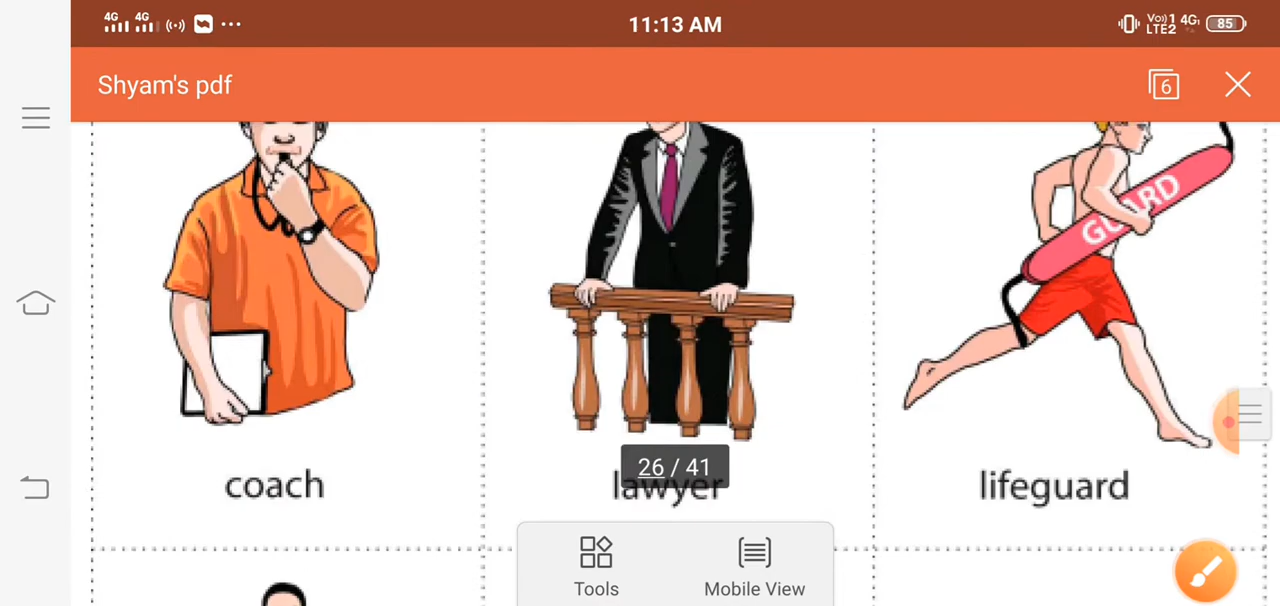 4G 4G 11:13 AM Vo)) 1 4G 85
LTE2
Shyam's pdf 6
GUARD
26 / 41
coach lawyer lifeguard
Tools Mobile View